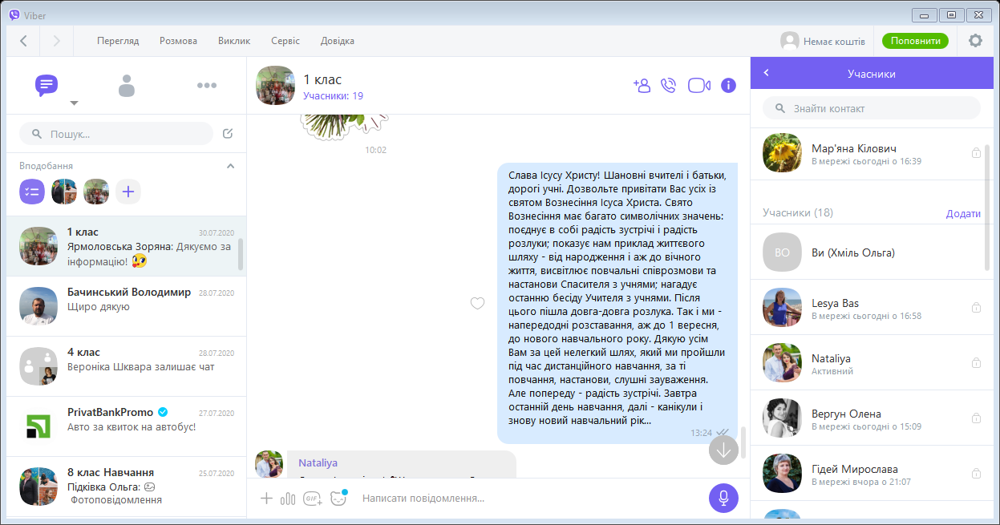 Viber
Перегляд Розмова Виклик Сервіс Довідка
Немає коштів Поповнити
Пошук...
Вподобання
1 клас 30.07.2020
Ярмоловська Зоряна: Дякуємо за
інформацію!
Бачинський Володимир 28.07.2020
Щиро дякую
4 клас 28.07.2020
Вероніка Шквара залишає чат
PrivatBankPromo 27.07.2020
Авто за квиток на автобус!
8 клас Навчання 25.07.2020
Підківка Ольга:
Фотоповідомлення
1 клас
Учасники: 19
10:02
Слава Ісусу Христу! Шановні вчителі і батьки,
дорогі учні. Дозвольте привітати Вас усіх із
святом Вознесіння Ісуса Христа. Свято
Вознесіння має багато символічних значень:
поєднує в собі радість зустрічі і радість
розлуки; показує нам приклад життєвого
шляху - від народження і аж до вічного
життя, висвітлює повчальні співрозмови та
настанови Спасителя з учнями; нагадує
останню бесіду Учителя з учнями. Після
цього пішла довга-довга розлука. Так і ми -
напередодні розставання, аж до 1 вересня,
до нового навчального року. Дякую усім
Вам за цей нелегкий шлях, який ми пройшли
під час дистанційного навчання, за ті
повчання, настанови, слушні зауваження.
Але попереду - радість зустрічі. Завтра
останній день навчання, далі - канікули і
знову новий навчальний рік...
13:24
Nataliya
GIF
Написати повідомлення...
Учасники
Знайти контакт
Мар'яна Кілович
В мережі сьогодні о 16:39
Учасники (18) Додати
ВО
Ви (Хміль Ольга)
Lesya Bas
В мережі сьогодні о 16:58
Nataliya
Активний
Вергун Олена
В мережі сьогодні о 15:09
Гідей Мирослава
В мережі вчора о 21:07